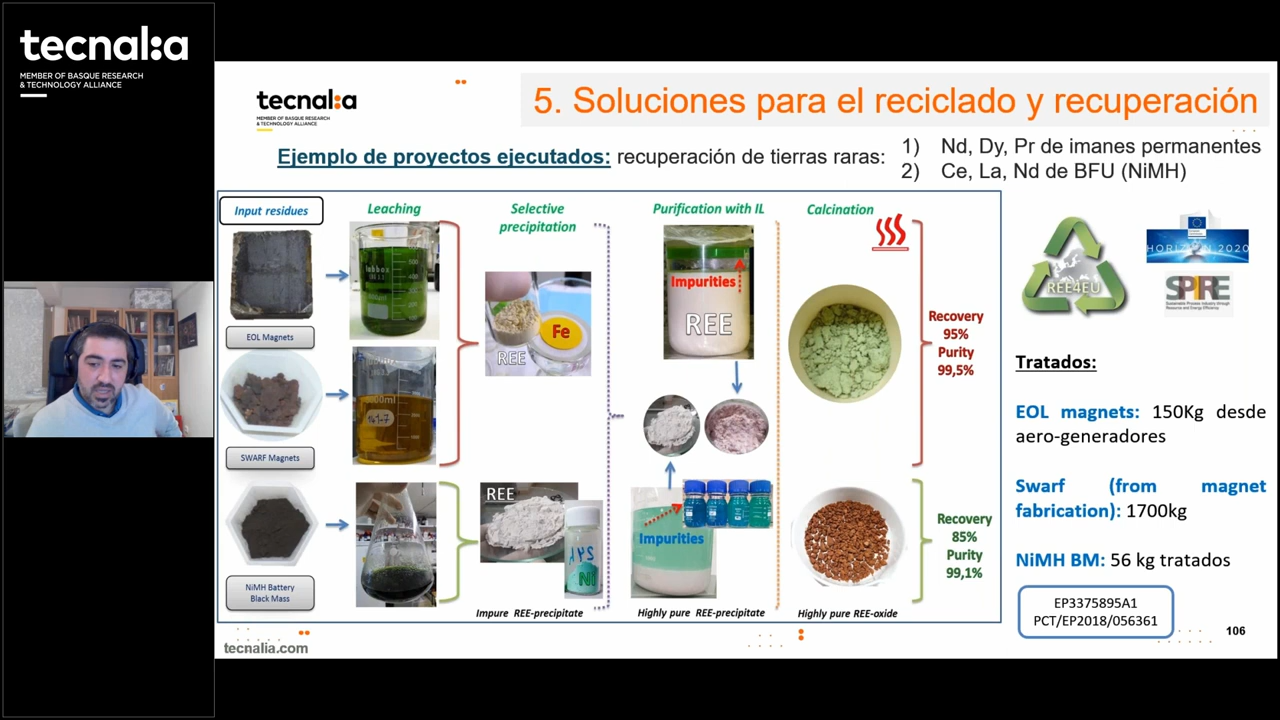 tecnal:a
MEMBER OF BASQUE RESEARCH
& TECHNOLOGY ALLIANCE
tecnal:a
MEMBER OF BASQUE RESEARCH
& TECHNOLOGY ALLIANCE
5. Soluciones para el reciclado y recuperación
Ejemplo de proyectos ejecutados: recuperación de tierras raras:
1) Nd, Dy, Pr de imanes permanentes
2) Ce, La, Nd de BFU (NiMH)
Input residues
Leaching
Selective
precipitation
Purification with IL
Calcination
EOL Magnets
SWARF Magnets
NiMH Battery
Black Mass
REE
Fe
REE
Ni
Impure REE-precipitate
Impurities
REE
Impurities
Highly pure REE-precipitate
Highly pure REE-oxide
Recovery
95%
Purity
99,5%
Recovery
85%
Purity
99,1%
REE4EU
HORIZON 2020
SPIRE
Sustainable Process Industry through
Resource and Energy Efficiency
Tratados:
EOL magnets: 150Kg desde
aero-generadores
Swarf (from magnet
fabrication): 1700kg
NiMH BM: 56 kg tratados
EP3375895A1
PCT/EP2018/056361
106
tecnalia.com